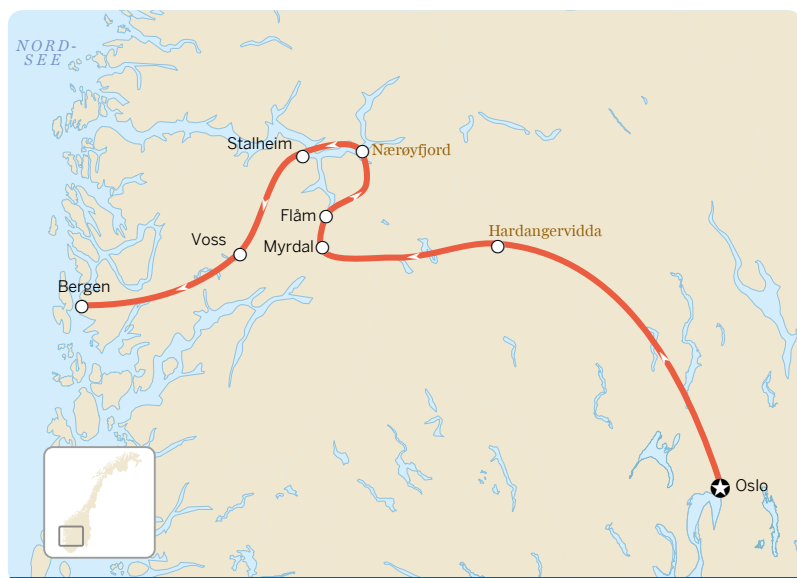 NORD-
SEE
Stalheim
Nærøyfjord
Flåm
Hardangervidda
Voss
Myrdal
Bergen
Oslo